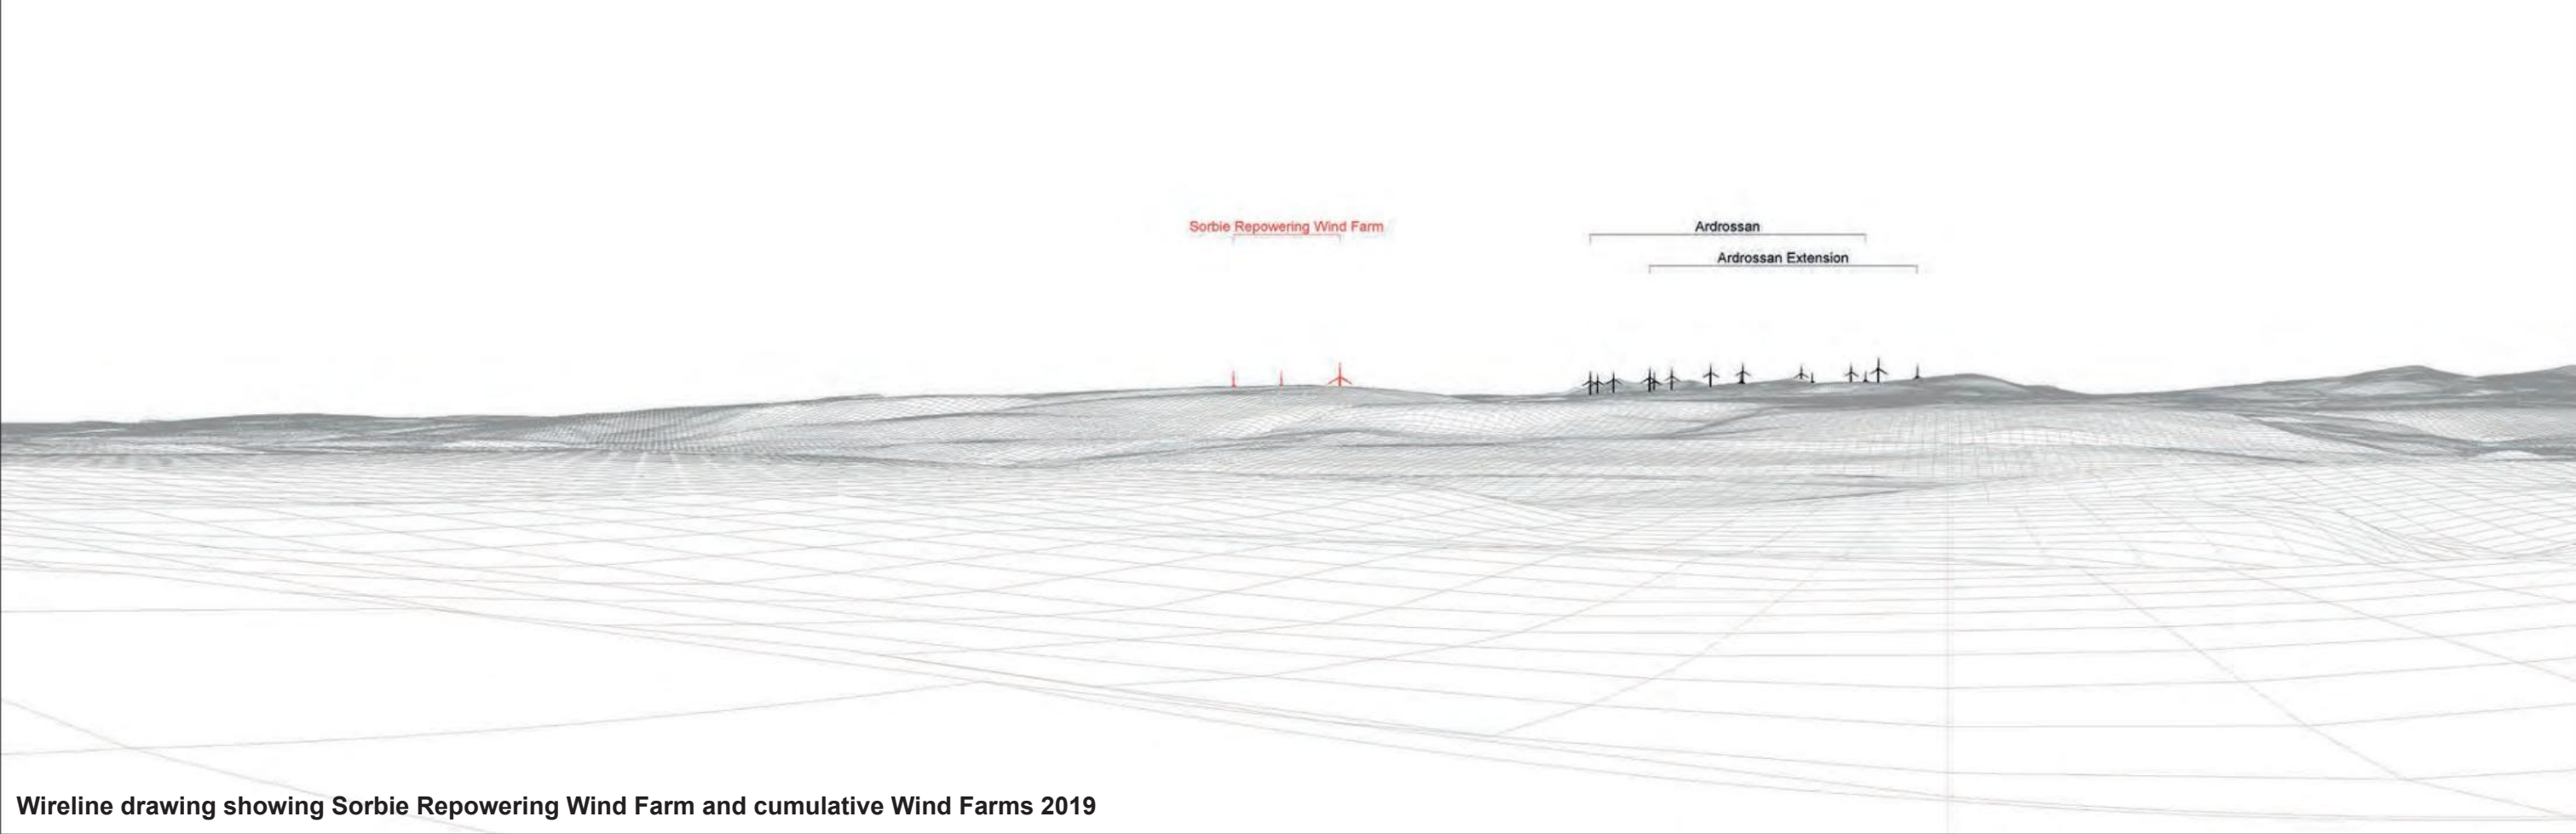 Sorbie Repowering Wind Farm
Ardrossan
Ardrossan Extension
Wireline drawing showing Sorbie Repowering Wind Farm and cumulative Wind Farms 2019